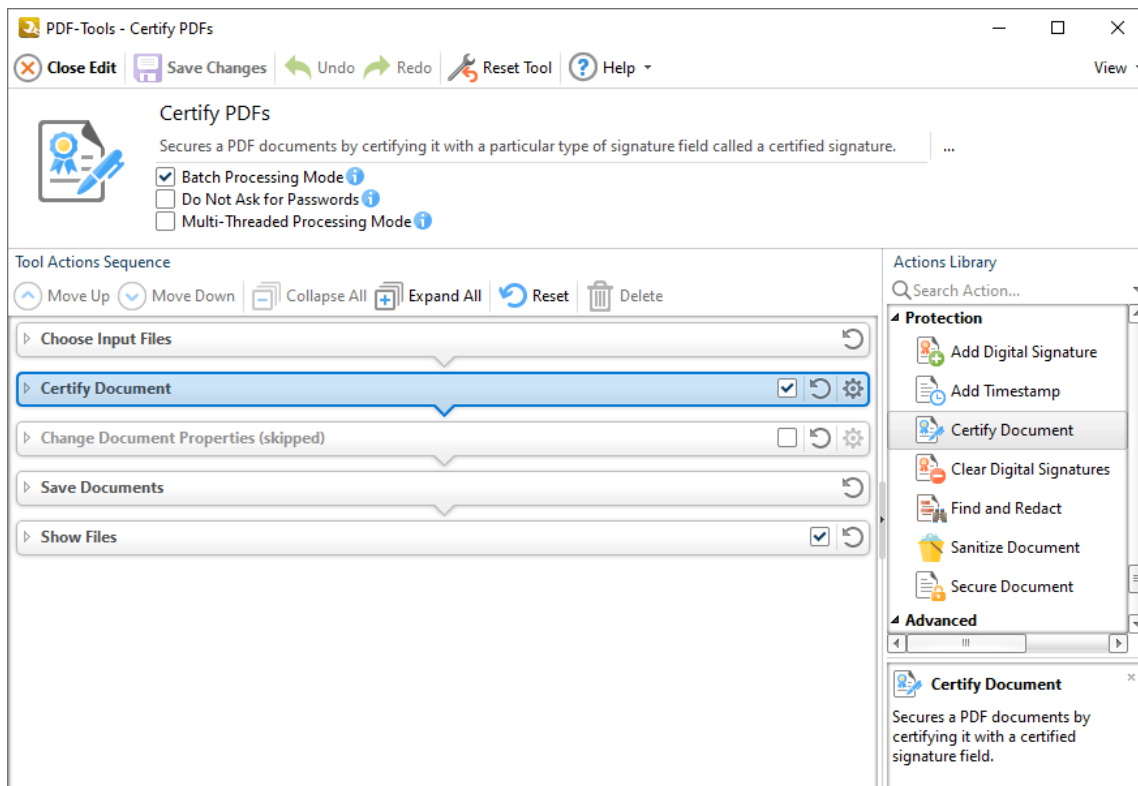 PDF-Tools - Certify PDFs
Close Edit Save Changes Undo Redo Reset Tool ? Help View
Certify PDFs
Secures a PDF documents by certifying it with a particular type of signature field called a certified signature. ...
Batch Processing Mode i
Do Not Ask for Passwords i
Multi-Threaded Processing Mode i
Tool Actions Sequence
Move Up Move Down Collapse All Expand All Reset Delete
Choose Input Files
Certify Document
Change Document Properties (skipped)
Save Documents
Show Files
Actions Library
Search Action...
Protection
Add Digital Signature
Add Timestamp
Certify Document
Clear Digital Signatures
Find and Redact
Sanitize Document
Secure Document
Advanced
Certify Document
Secures a PDF documents by
certifying it with a certified
signature field.